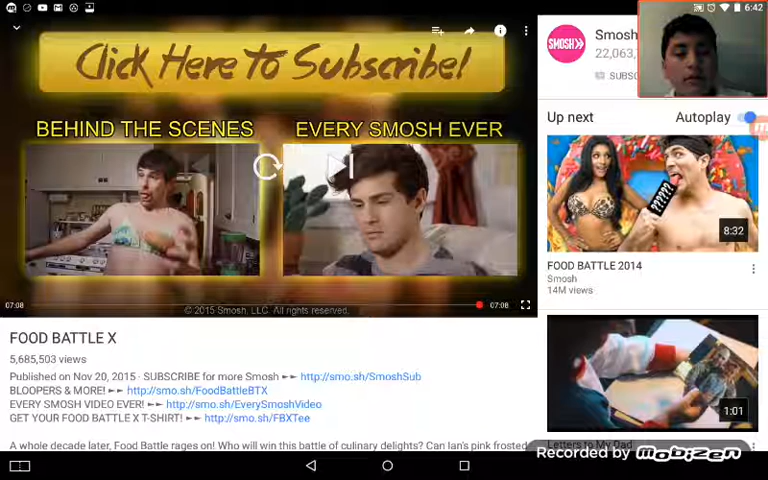 6:42
Click Here to Subscribe!
BEHIND THE SCENES
EVERY SMOSH EVER
07:08
07:08
© 2015 Smosh, LLC. All rights reserved.
SMOSH
Smosh
22,063,
SUBSC
Up next
Autoplay
??????
8:32
FOOD BATTLE 2014
Smosh
14M views
1:01
Letters to My Dad
FOOD BATTLE X
5,685,503 views
Published on Nov 20, 2015 · SUBSCRIBE for more Smosh ►► http://smo.sh/SmoshSub
BLOOPERS & MORE! ►► http://smo.sh/FoodBattleBTX
EVERY SMOSH VIDEO EVER! ►► http://smo.sh/EverySmoshVideo
GET YOUR FOOD BATTLE X T-SHIRT! ►► http://smo.sh/FBXTee
A whole decade later, Food Battle rages on! Who will win this battle of culinary delights? Can Ian's pink frosted
Recorded by Mobizen